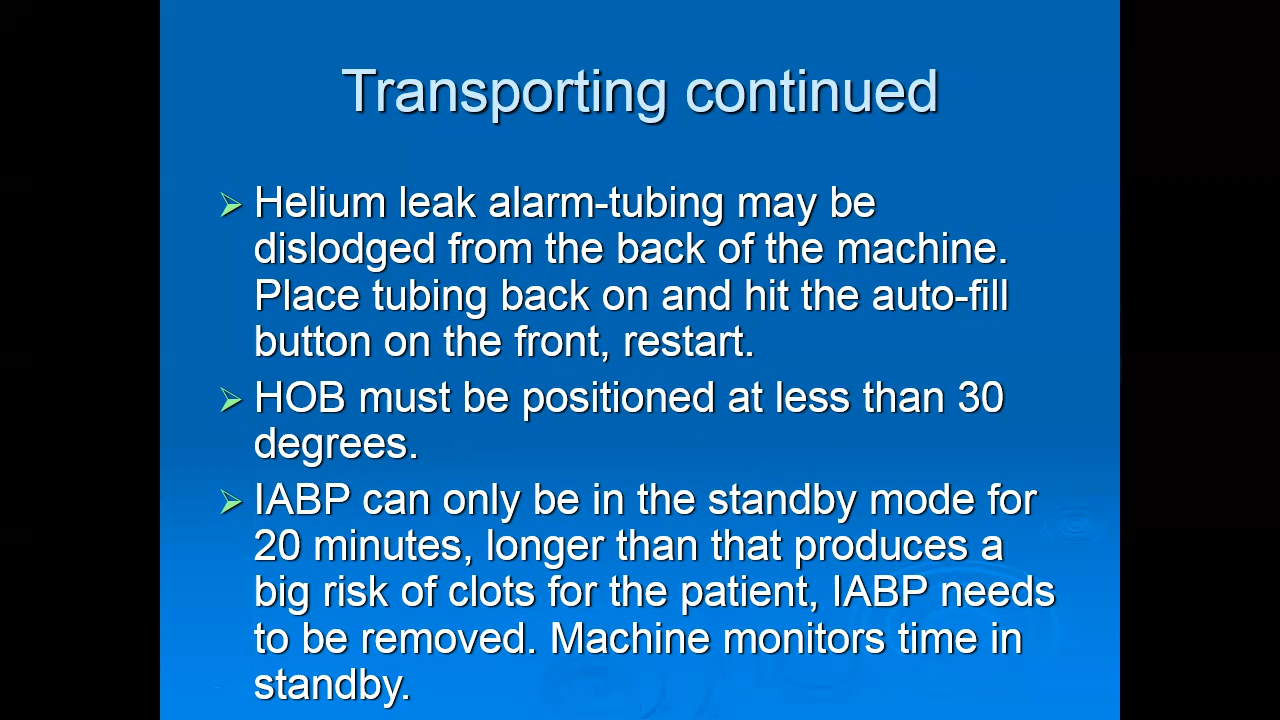 Transporting continued
Helium leak alarm-tubing may be
dislodged from the back of the machine.
Place tubing back on and hit the auto-fill
button on the front, restart.
HOB must be positioned at less than 30
degrees.
IABP can only be in the standby mode for
20 minutes, longer than that produces a
big risk of clots for the patient, IABP needs
to be removed. Machine monitors time in
standby.